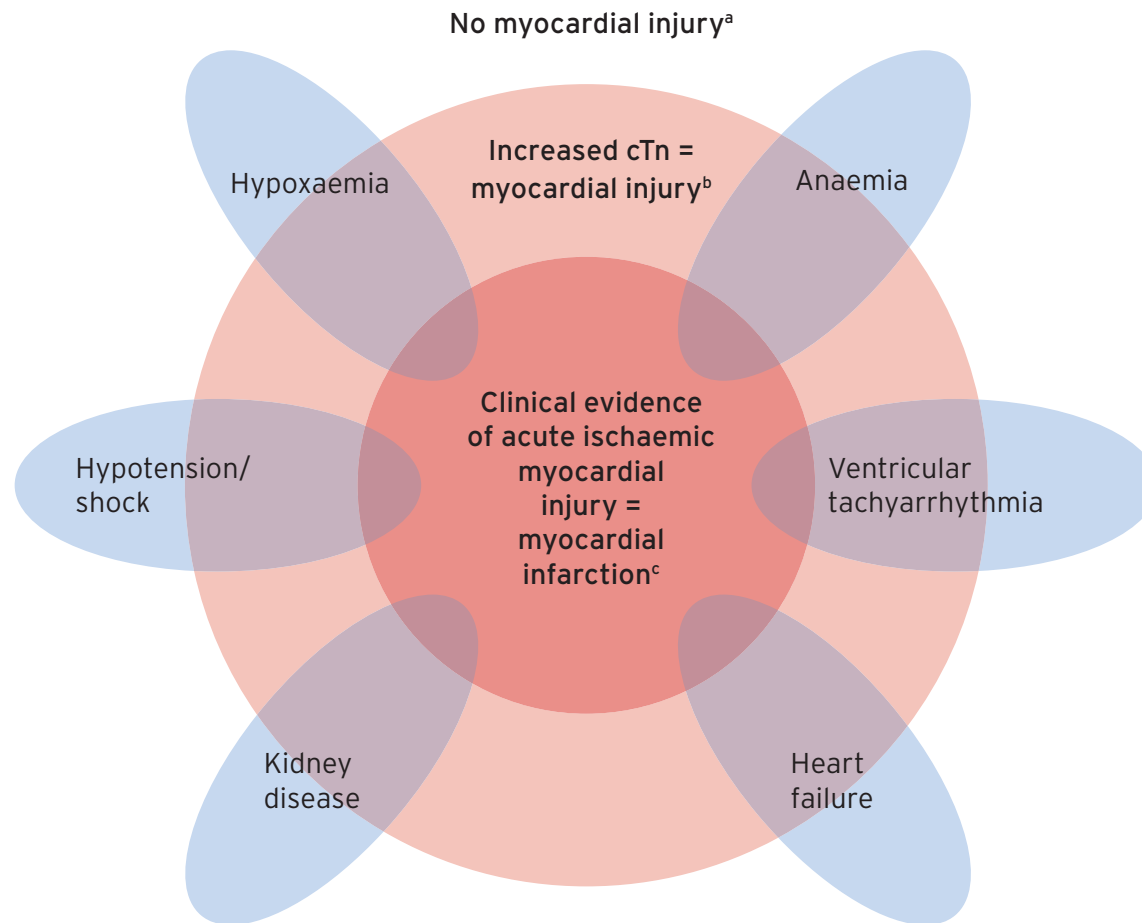 No myocardial injuryᵃ
Increased cTn =
myocardial injuryᵇ
Hypoxaemia
Anaemia
Clinical evidence
of acute ischaemic
myocardial
injury =
myocardial
infarctionᶜ
Hypotension/
shock
Ventricular
tachyarrhythmia
Kidney
disease
Heart
failure